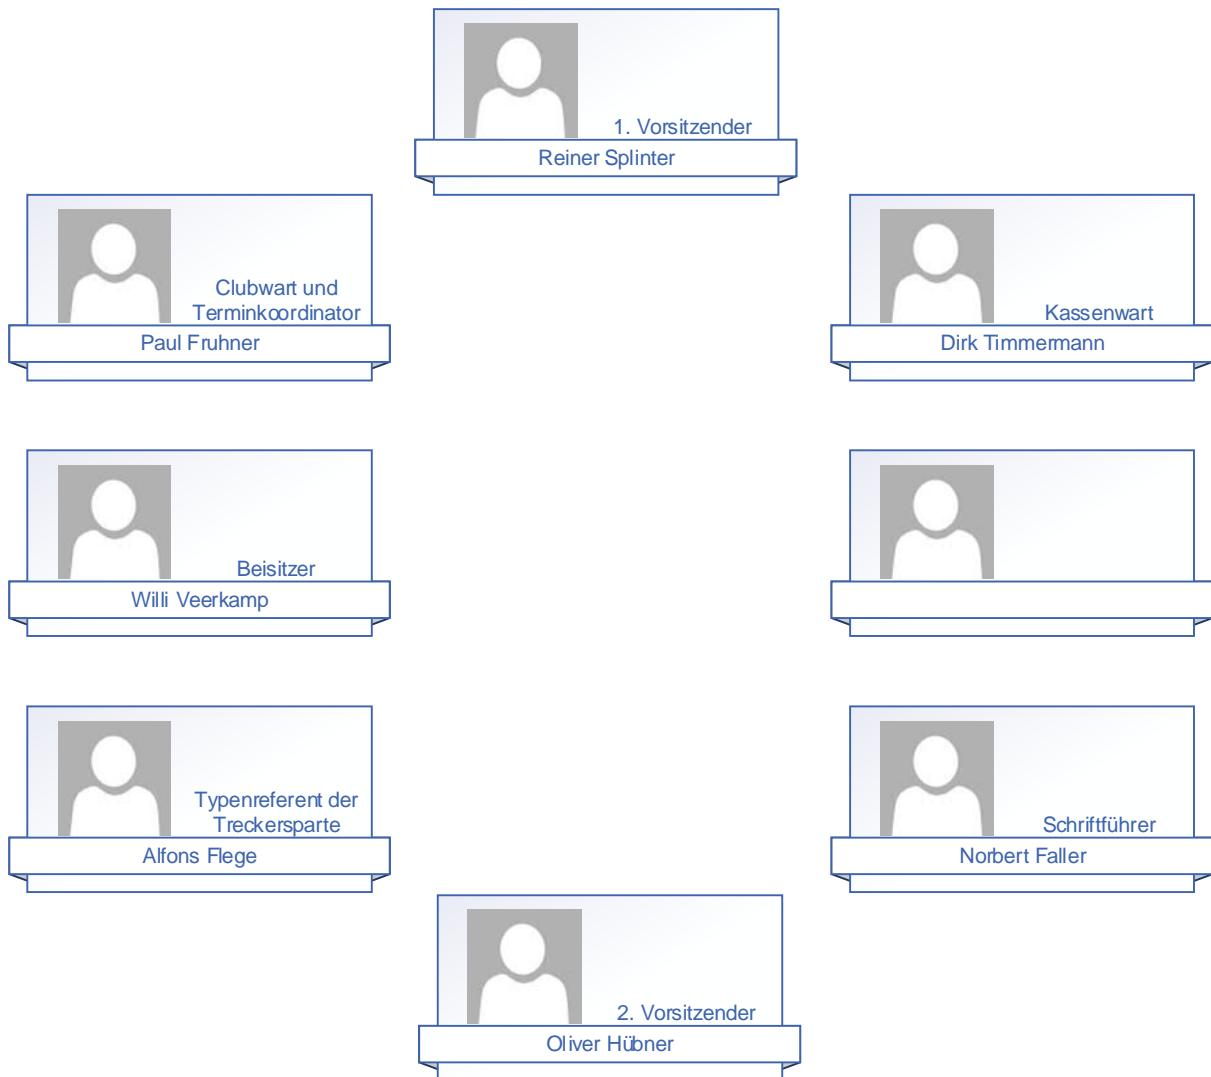 1. Vorsitzender
Reiner Splinter
Clubwart und
Terminkoordinator
Paul Fruhner
Kassenwart
Dirk Timmermann
Beisitzer
Willi Veerkamp
Typenreferent der
Treckersparte
Alfons Flege
Schriftführer
Norbert Faller
2. Vorsitzender
Oliver Hübner